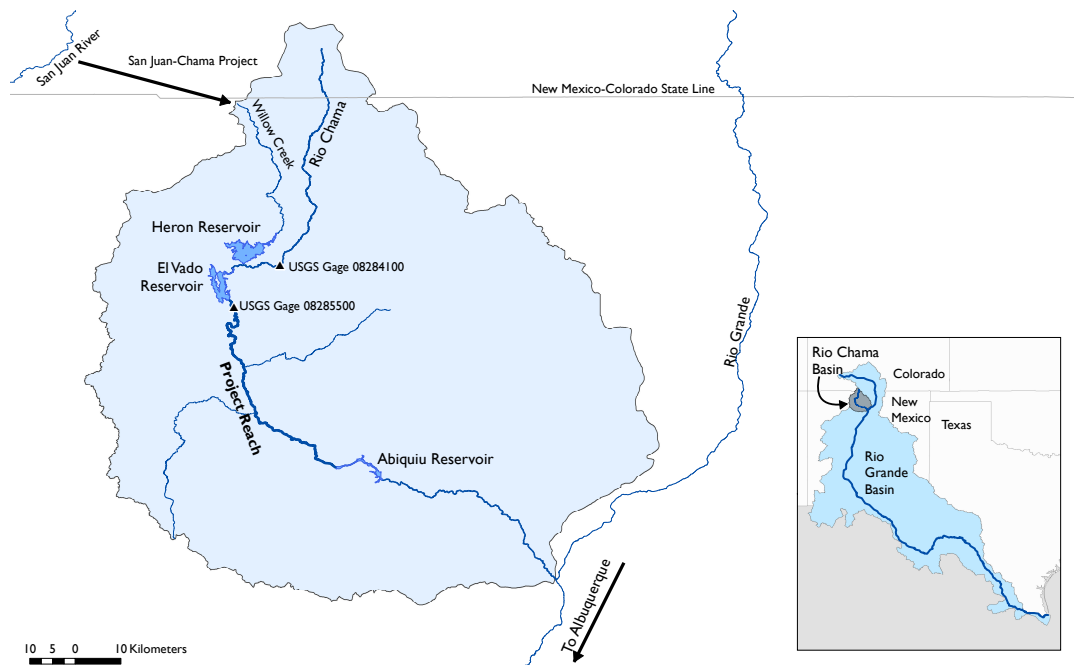 San Juan River
San Juan-Chama Project
New Mexico-Colorado State Line
Willow Creek
Rio Chama
Heron Reservoir
El Vado
Reservoir
USGS Gage 08284100
USGS Gage 08285500
Rio Grande
Project Reach
Abiquiu Reservoir
To Albuquerque
10 5 0 10 Kilometers
Rio Chama
Basin
Colorado
New
Mexico
Texas
Rio
Grande
Basin